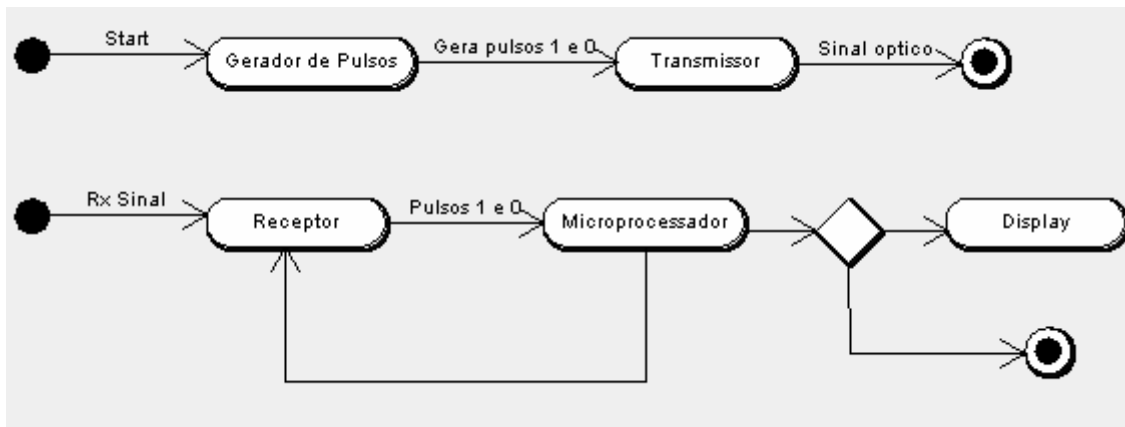 Start
Gerador de Pulsos
Gera pulsos 1 e 0
Transmissor
Sinal optico
Rx Sinal
Receptor
Pulsos 1 e 0
Microprocessador
Display